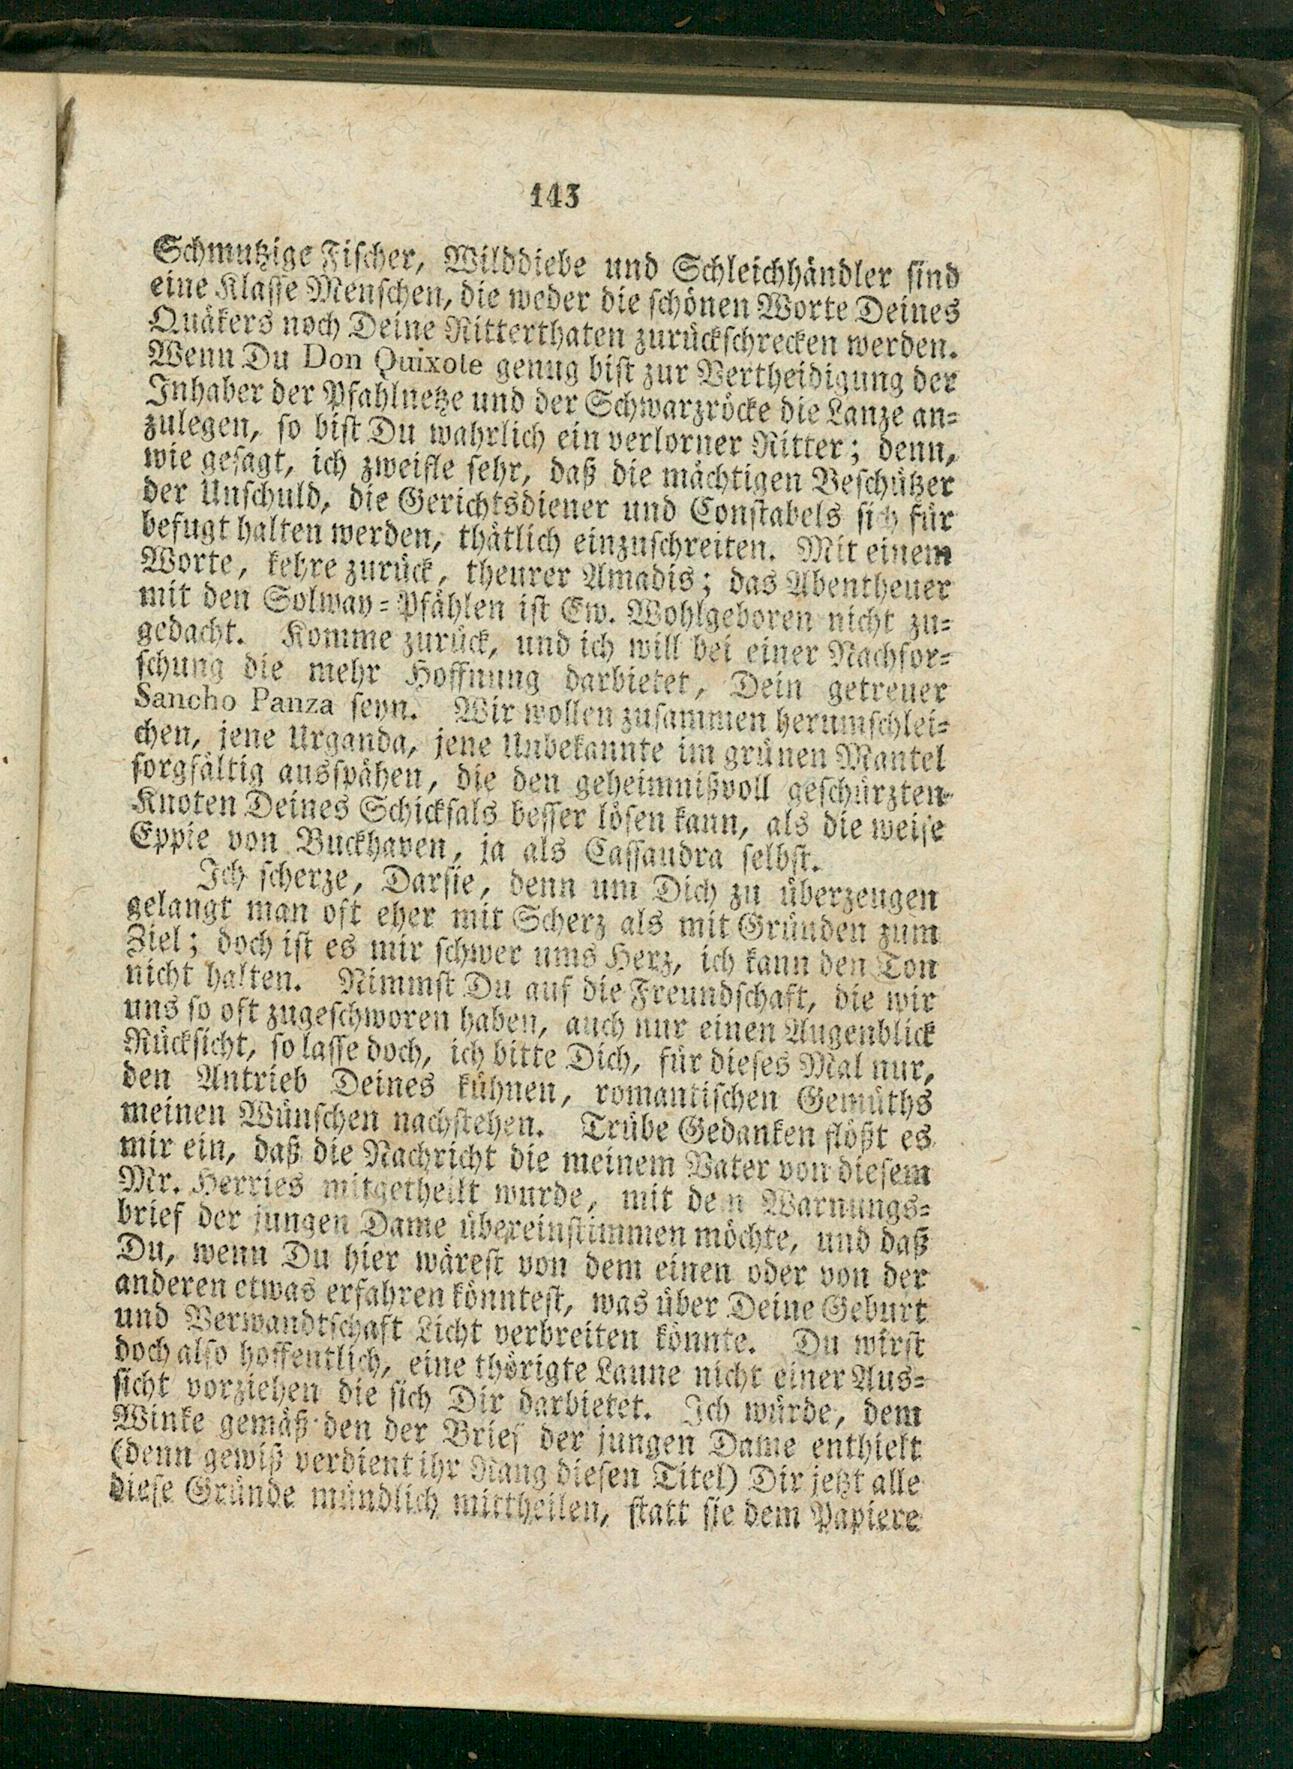 143
Schmutzige Fischer, Wilddiebe und Schleichhändler sind
eine Klasse Menschen, die weder die schönen Worte Deines
Quäkers noch Deine Ritterthaten zurückschrecken werden.
Wenn Du Don Quixote genug bist zur Vertheidigung der
Inhaber der Pfahlnetze und der Schwarzröcke die Lanze an-
zulegen, so bist Du wahrlich ein verlorner Ritter; denn,
wie gesagt, ich zweifle sehr, daß die mächtigen Beschützer
der Unschuld, die Gerichtsdiener und Constabels sich für
befugt halten werden, thätlich einzuschreiten. Mit einem
Worte, kehre zurück, theurer Amadis; das Abentheuer
mit den Solway-Pfählen ist Ew. Wohlgeboren nicht zu-
gedacht. Komme zurück, und ich will bei einer Nachfor-
schung die mehr Hoffnung darbietet, Dein getreuer
Sancho Panza seyn. Wir wollen zusammen herumschlei-
chen, jene Urganda, jene Unbekannte im grünen Mantel
sorgfältig ausspähen, die den geheimnißvoll geschürzten
Knoten Deines Schicksals besser lösen kann, als die weise
Eppie von Buckhaven, ja als Cassandra selbst.
Ich scherze, Darsie, denn um Dich zu überzeugen
gelangt man oft eher mit Scherz als mit Gründen zum
Ziel; doch ist es mir schwer ums Herz, ich kann den Ton
nicht halten. Nimmst Du auf die Freundschaft, die wir
uns so oft zugeschworen haben, auch nur einen Augenblick
Rücksicht, so lasse doch, ich bitte Dich, für dieses Mal nur,
den Antrieb Deines kühnen, romantischen Gemüths
meinen Wünschen nachstehen. Trübe Gedanken flößt es
mir ein, daß die Nachricht die meinem Vater von diesem
Mr. Herries mitgetheilt wurde, mit den Warnungs-
brief der jungen Dame übereinstimmen möchte, und daß
Du, wenn Du hier wärest von dem einen oder von der
anderen etwas erfahren könntest, was über Deine Geburt
und Verwandtschaft Licht verbreiten könnte. Du wirst
doch also hoffentlich, eine thörigte Laune nicht einer Aus-
sicht vorziehen die sich Dir darbietet. Ich würde, dem
Winke gemäß den der Brief der jungen Dame enthielt
(denn gewiß verdient ihr Rang diesen Titel) Dir jetzt alle
diese Gründe mündlich mittheilen, statt sie dem Papiere